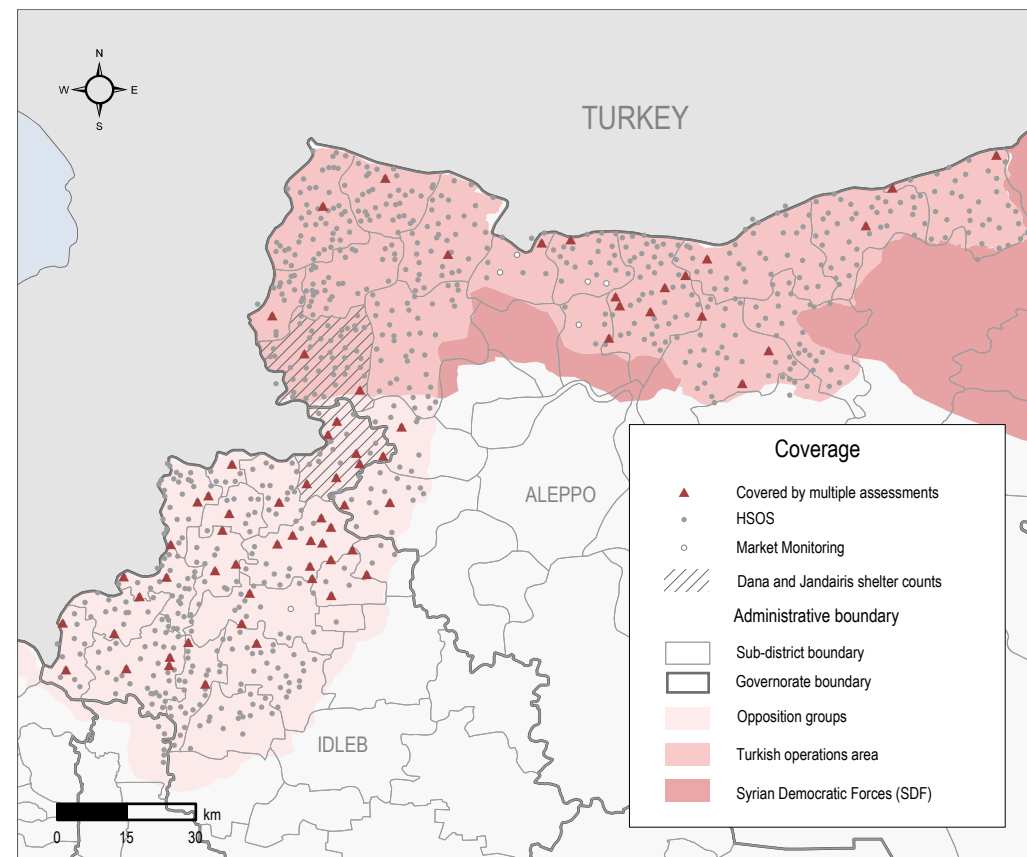 N
W E
S
TURKEY
ALEPPO
IDLEB
Coverage
Covered by multiple assessments
HSOS
Market Monitoring
Dana and Jandairis shelter counts
Administrative boundary
Sub-district boundary
Governorate boundary
Opposition groups
Turkish operations area
Syrian Democratic Forces (SDF)
km
0 15 30